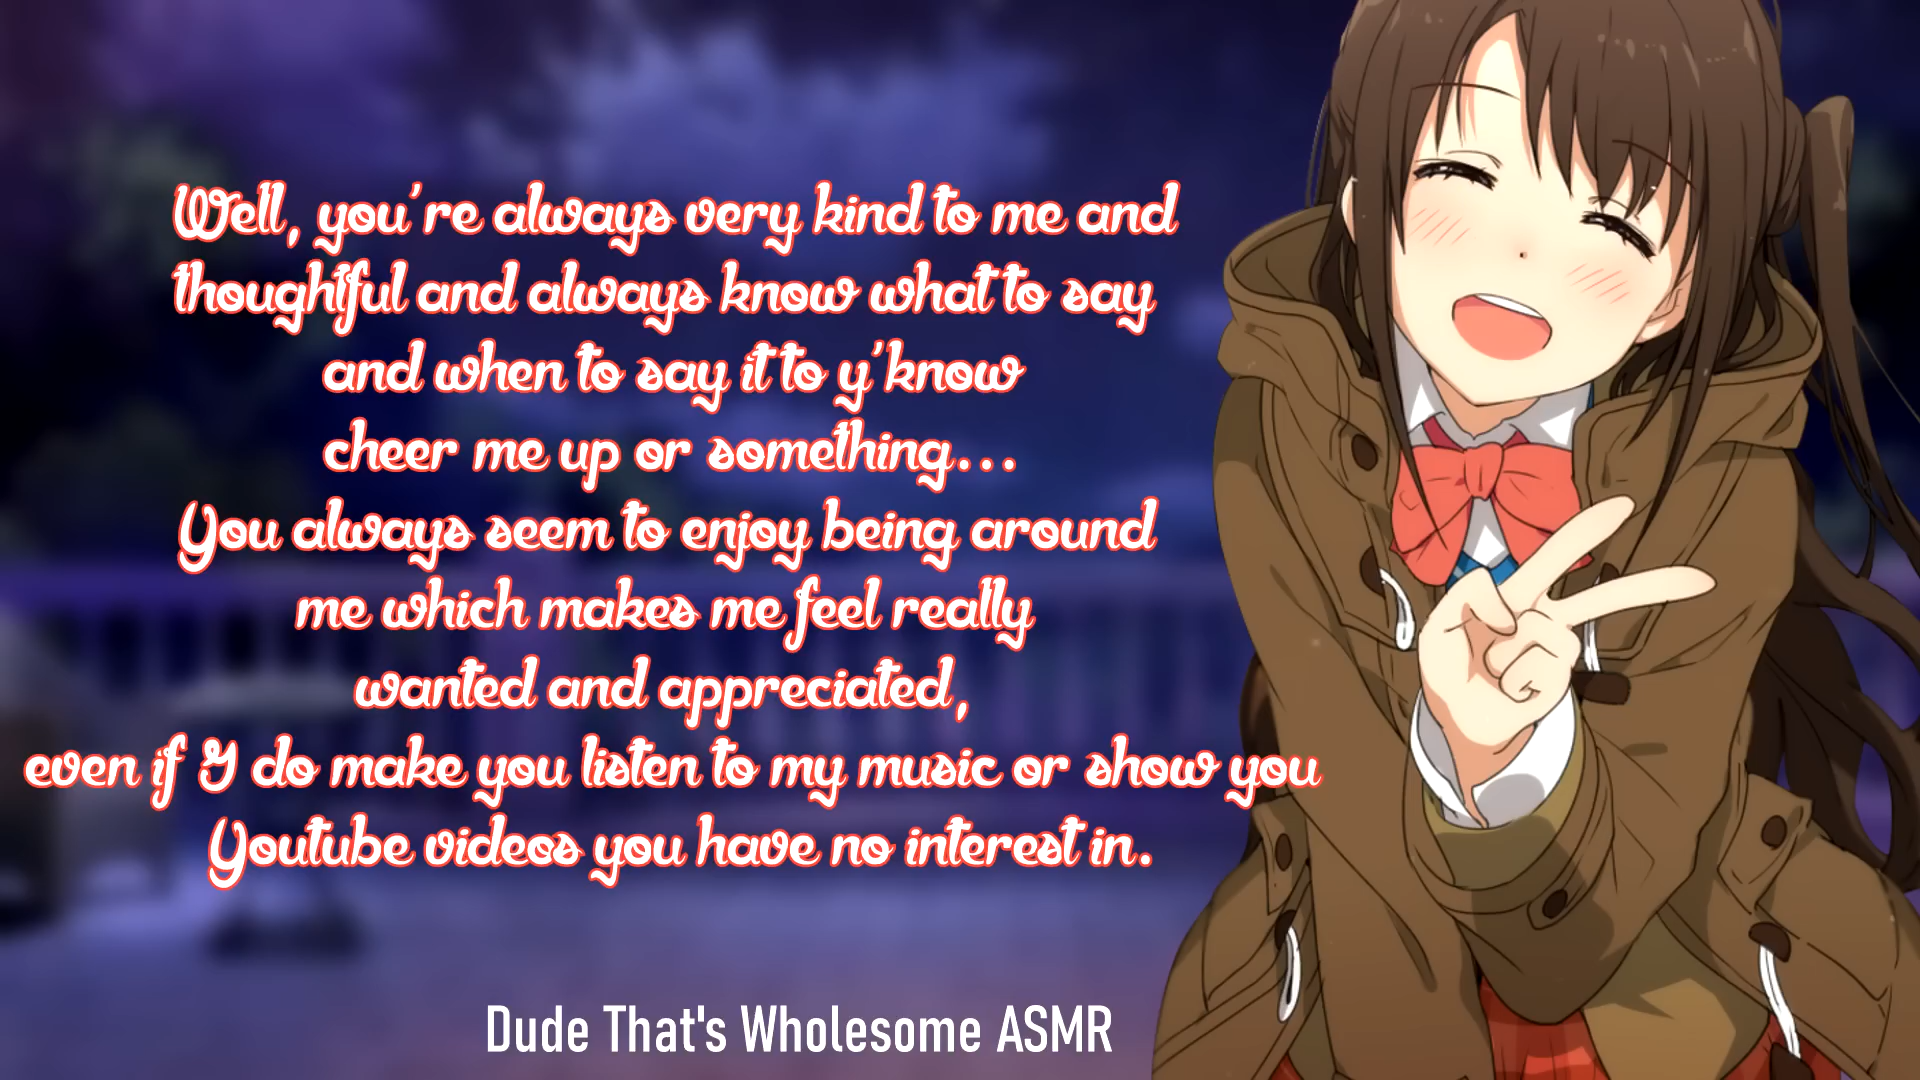 Well, you're always very kind to me and
thoughtful and always know what to say
and when to say it to y'know
cheer me up or something...
You always seem to enjoy being around
me which makes me feel really
wanted and appreciated,
even if I do make you listen to my music or show you
Youtube videos you have no interest in.
Dude That's Wholesome ASMR